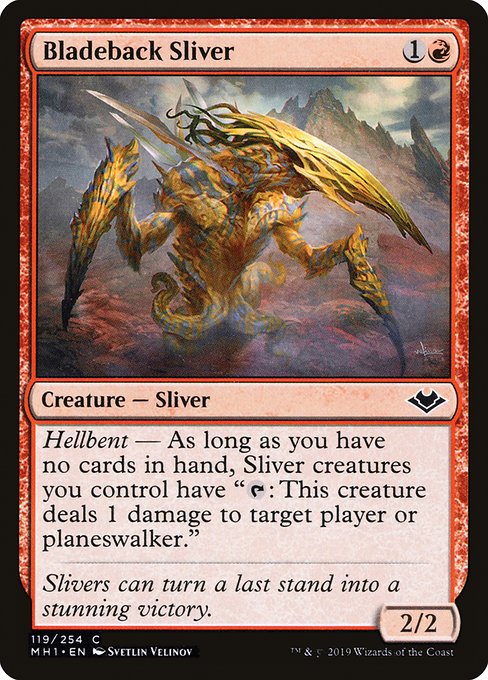 Bladeback Sliver 1
Creature — Sliver
Hellbent — As long as you have
no cards in hand, Sliver creatures
you control have “: This creature
deals 1 damage to target player or
planeswalker.”
Slivers can turn a last stand into a
stunning victory.
2/2
119/254 C
MH1 • EN Svetlin Velinov
™ & © 2019 Wizards of the Coast